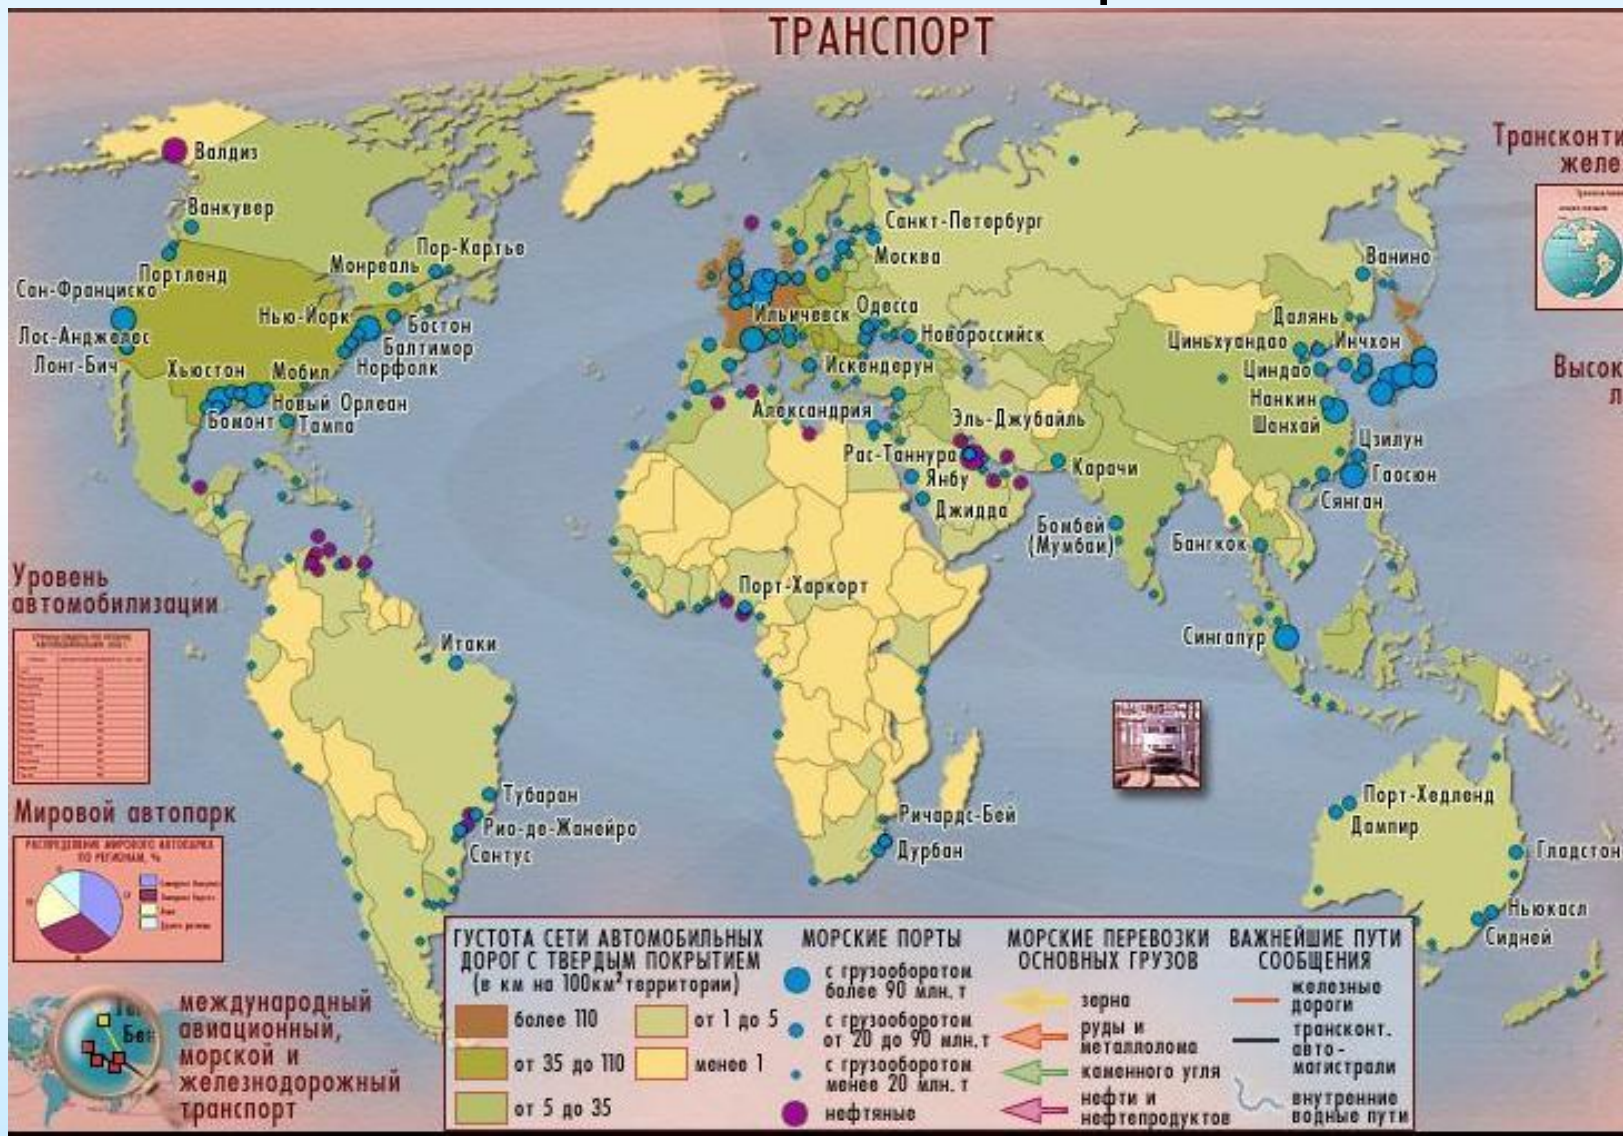 ТРАНСПОРТ
Трансконти
желе
Высок
л
Валдиз
Ванкувер
Портленд
Сан-Франциско
Лос-Анджелес
Лонг-Бич
Монреаль
Пор-Картье
Нью-Йорк
Бостон
Балтимор
Норфолк
Хьюстон
Мобил
Новый Орлеан
Бомонт
Тампа
Санкт-Петербург
Москва
Ильичевск
Одесса
Новороссийск
Искендерун
Александрия
Эль-Джубайль
Рас-Таннура
Янбу
Джидда
Карачи
Бомбей
(Мумбаи)
Бангкок
Ванино
Далянь
Циньхуандао
Инчхон
Циндао
Нанкин
Шанхай
Цзилун
Гаосюн
Сянган
Сингапур
Порт-Харкорт
Итаки
Тубаран
Рио-де-Жанейро
Сантус
Ричардс-Бей
Дурбан
Порт-Хедленд
Дампир
Гладстон
Ньюкасл
Сидней
Уровень
автомобилизации
Мировой автопарк
РАСПРЕДЕЛЕНИЕ МИРОВОГО АВТОПАРКА
ПО РЕГИОНАМ, %
международный
авиационный,
морской и
железнодорожный
транспорт
ГУСТОТА СЕТИ АВТОМОБИЛЬНЫХ
ДОРОГ С ТВЕРДЫМ ПОКРЫТИЕМ
(в км на 100км² территории)
более 110
от 35 до 110
от 5 до 35
от 1 до 5
менее 1
МОРСКИЕ ПОРТЫ
с грузооборотом
более 90 млн. т
с грузооборотом
от 20 до 90 млн. т
с грузооборотом
менее 20 млн. т
нефтяные
МОРСКИЕ ПЕРЕВОЗКИ
ОСНОВНЫХ ГРУЗОВ
зерна
руды и
металлолома
каменного угля
нефти и
нефтепродуктов
ВАЖНЕЙШИЕ ПУТИ
СООБЩЕНИЯ
железные
дороги
трансконт.
авто-
магистрали
внутренние
водные пути